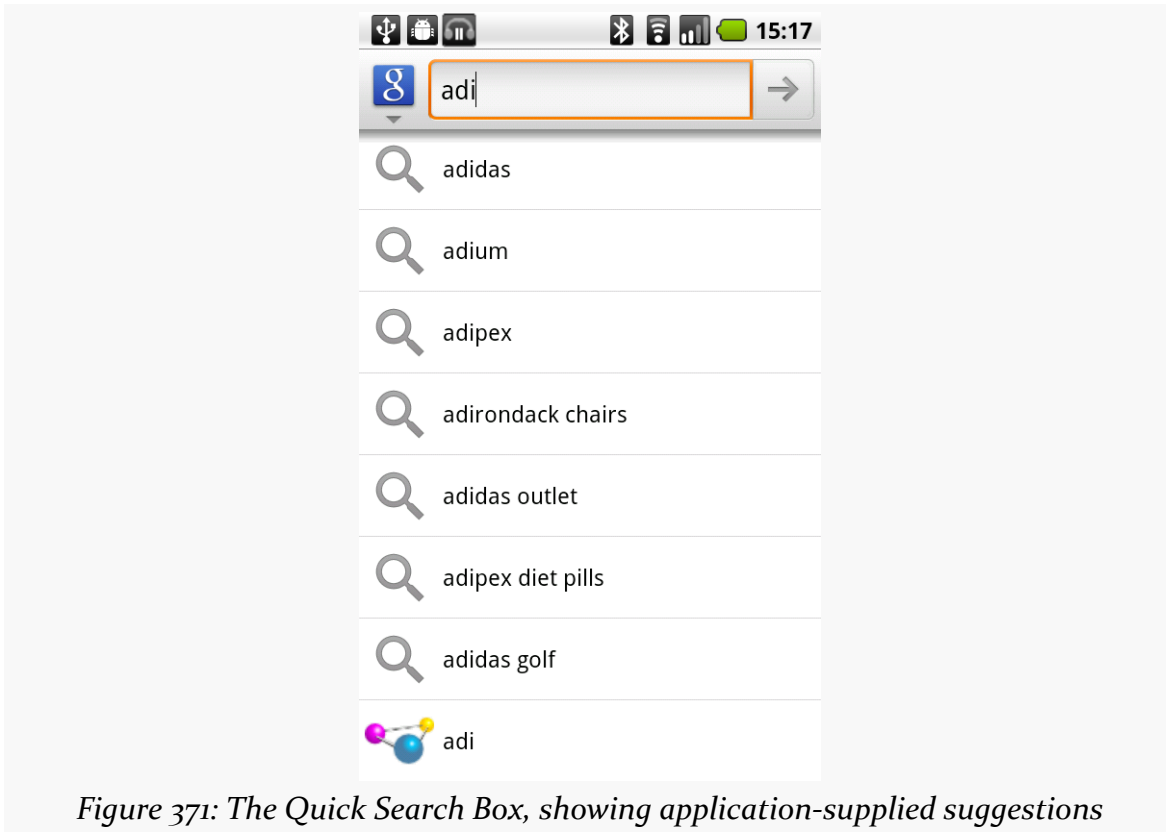 15:17
g
adi
adidas
adium
adipex
adirondack chairs
adidas outlet
adipex diet pills
adidas golf
adi
Figure 371: The Quick Search Box, showing application-supplied suggestions